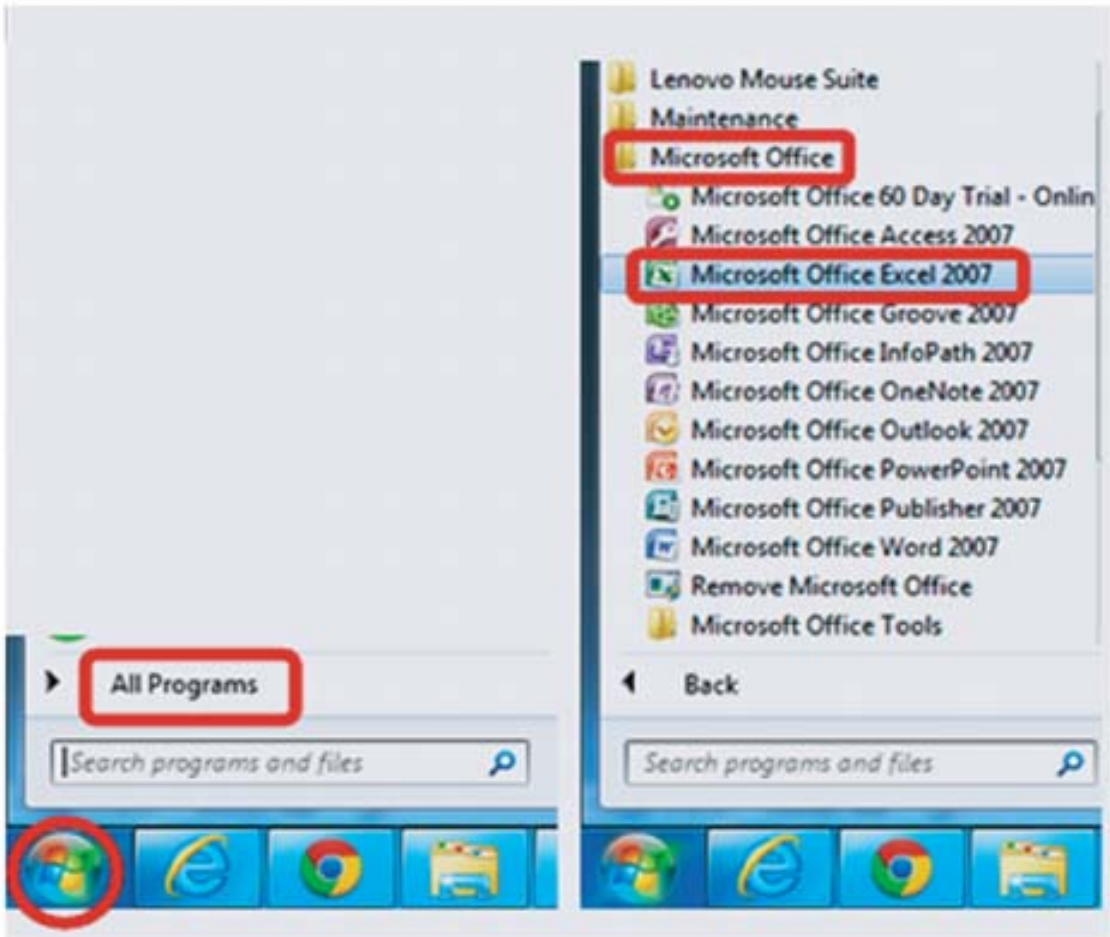 All Programs
Search programs and files
Lenovo Mouse Suite
Maintenance
Microsoft Office
Microsoft Office 60 Day Trial - Onlin
Microsoft Office Access 2007
Microsoft Office Excel 2007
Microsoft Office Groove 2007
Microsoft Office InfoPath 2007
Microsoft Office OneNote 2007
Microsoft Office Outlook 2007
Microsoft Office PowerPoint 2007
Microsoft Office Publisher 2007
Microsoft Office Word 2007
Remove Microsoft Office
Microsoft Office Tools
Back
Search programs and files